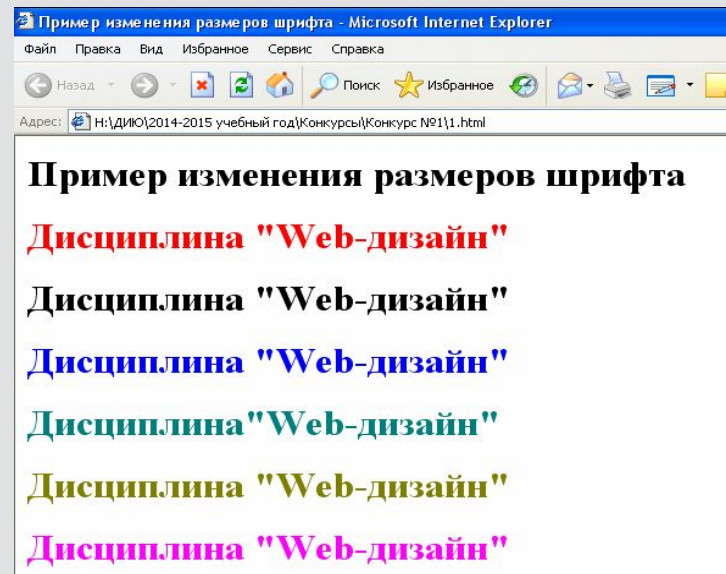 Пример изменения размеров шрифта - Microsoft Internet Explorer
Файл Правка Вид Избранное Сервис Справка
Назад Поиск Избранное
Адрес: H:\ДИЮ\2014-2015 учебный год\Конкурсы\Конкурс №1\1.html
Пример изменения размеров шрифта
Дисциплина "Web-дизайн"
Дисциплина "Web-дизайн"
Дисциплина "Web-дизайн"
Дисциплина"Web-дизайн"
Дисциплина "Web-дизайн"
Дисциплина "Web-дизайн"